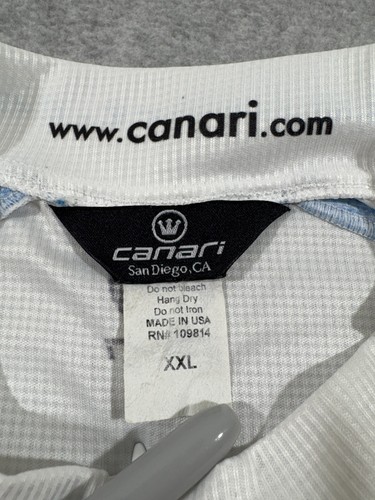 www.canari.com
canari
San Diego, CA
Do not bleach
Hang Dry
Do not Iron
MADE IN USA
RN# 109814
XXL